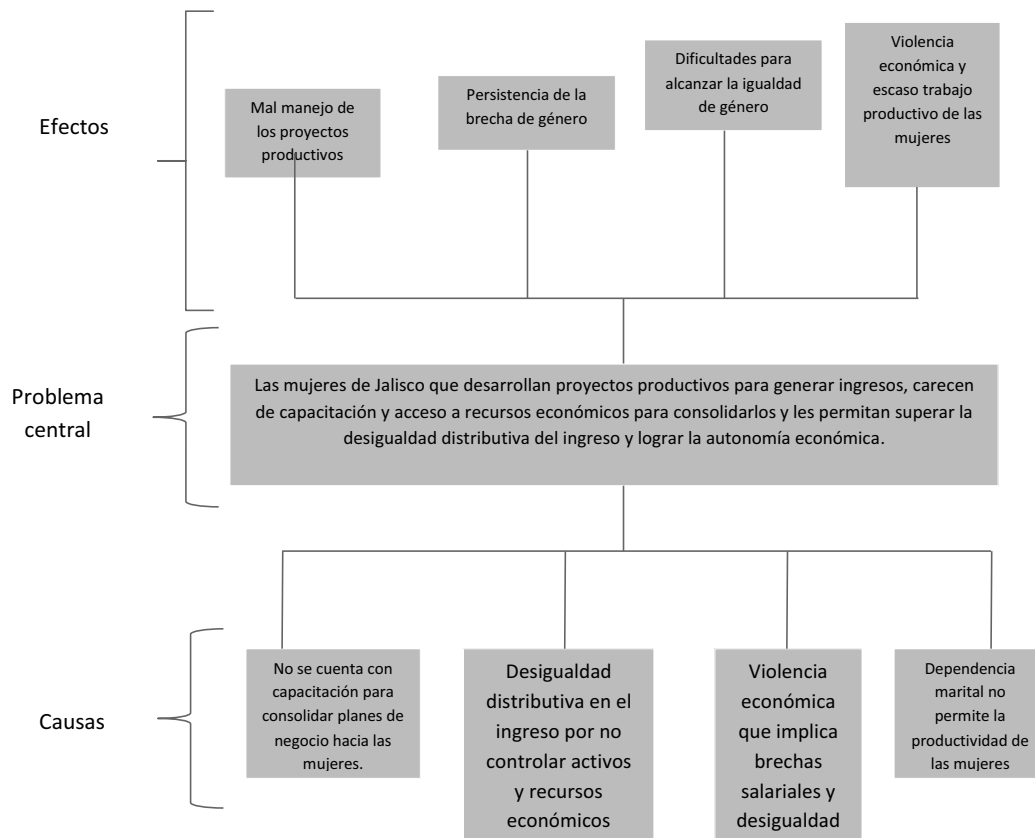 Efectos
Mal manejo de
los proyectos
productivos
Persistencia de la
brecha de género
Dificultades para
alcanzar la igualdad
de género
Violencia
económica y
escaso trabajo
productivo de las
mujeres
Problema
central
Las mujeres de Jalisco que desarrollan proyectos productivos para generar ingresos, carecen
de capacitación y acceso a recursos económicos para consolidarlos y les permitan superar la
desigualdad distributiva del ingreso y lograr la autonomía económica.
Causas
No se cuenta con
capacitación para
consolidar planes de
negocio hacia las
mujeres.
Desigualdad
distributiva en el
ingreso por no
controlar activos
y recursos
económicos
Violencia
económica
que implica
brechas
salariales y
desigualdad
Dependencia
marital no
permite la
productividad de
las mujeres